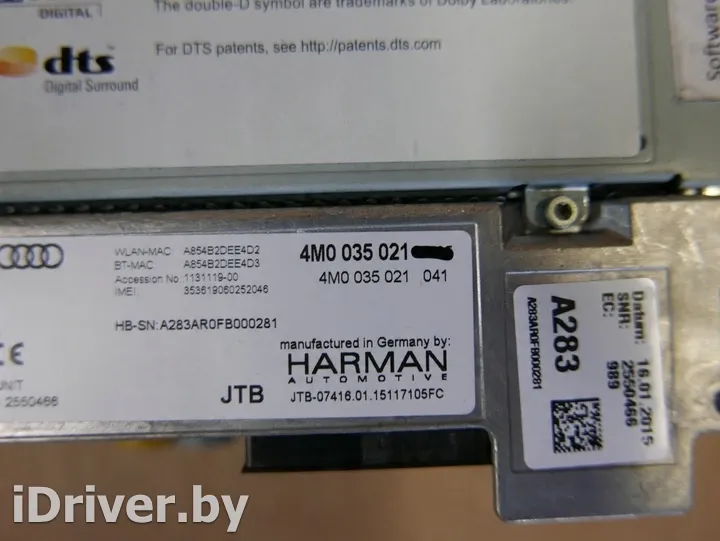 DIGITAL
The double-D symbol are trademarks of Dolby Laboratories.
For DTS patents, see http://patents.dts.com
dts
Digital Surround
Software
WLAN-MAC: A854B2DEE4D2
BT-MAC: A854B2DEE4D3
Accession No.: 1131119-00
IMEI: 353619060252046
4M0 035 021
4M0 035 021 041
HB-SN: A283AR0FB000281
manufactured in Germany by:
HARMAN
AUTOMOTIVE
CE
UNIT
2550466
JTB
JTB-07416.01.15117105FC
Datum: 16.01.2015
SNR: 2550466
EC: 989
A283
A283AR0FB000281
iDriver.by